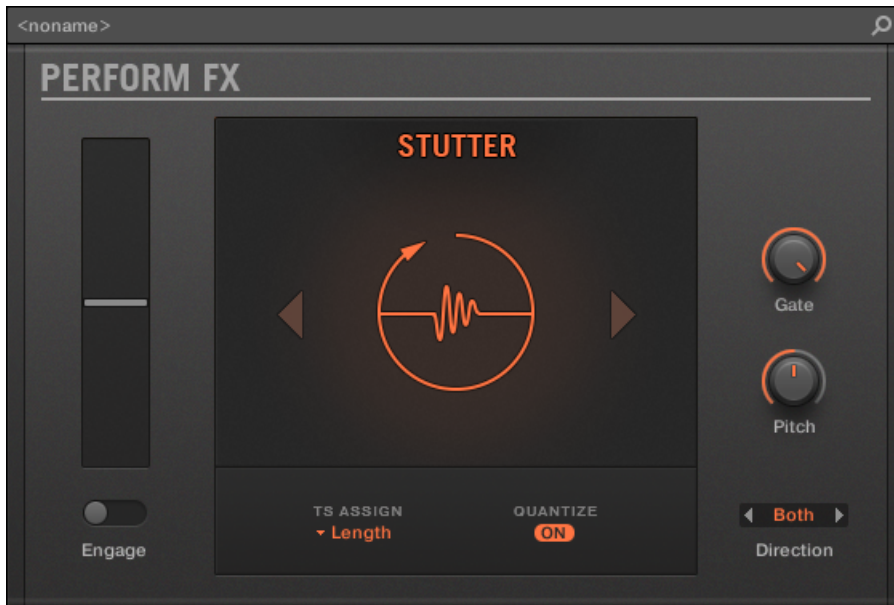 <noname>
PERFORM FX
STUTTER
Gate
Pitch
TS ASSIGN
QUANTIZE
Length
ON
Both
Engage
Direction